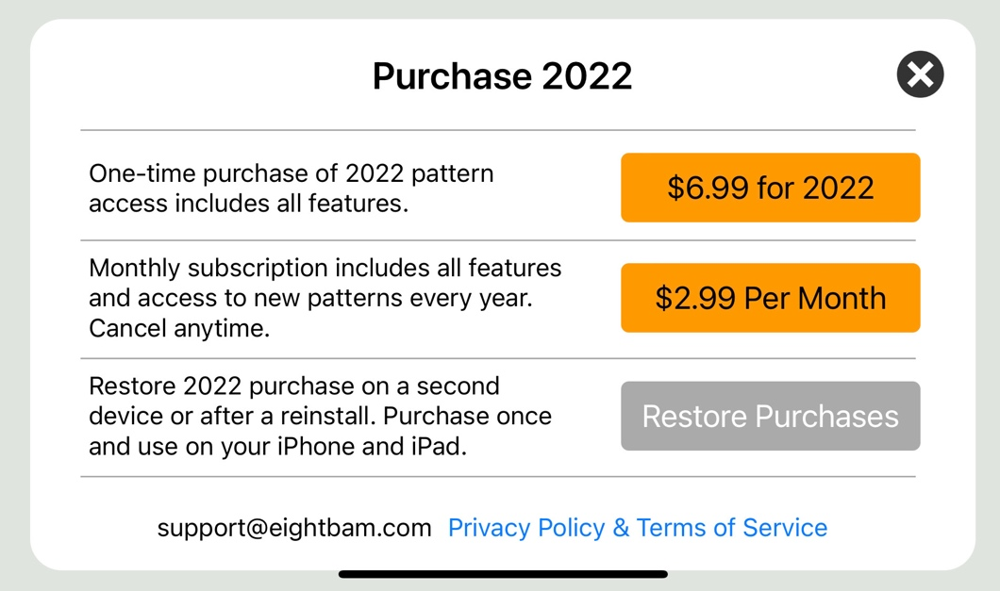 Purchase 2022
One-time purchase of 2022 pattern
access includes all features.
$6.99 for 2022
Monthly subscription includes all features
and access to new patterns every year.
Cancel anytime.
$2.99 Per Month
Restore 2022 purchase on a second
device or after a reinstall. Purchase once
and use on your iPhone and iPad.
Restore Purchases
support@eightbam.com Privacy Policy & Terms of Service